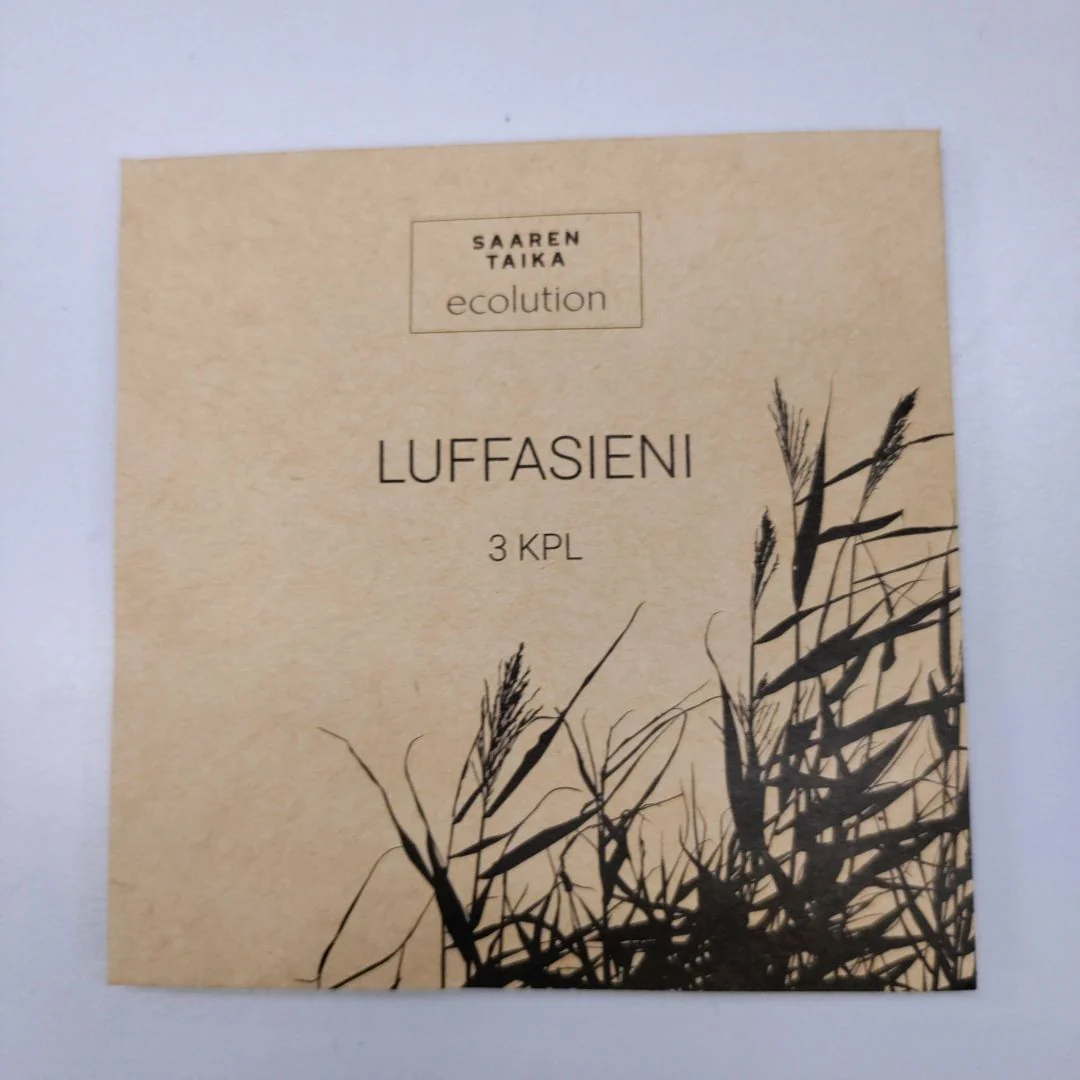 SAAREN
TAIKA
ecolution
LUFFASIENI
3 KPL